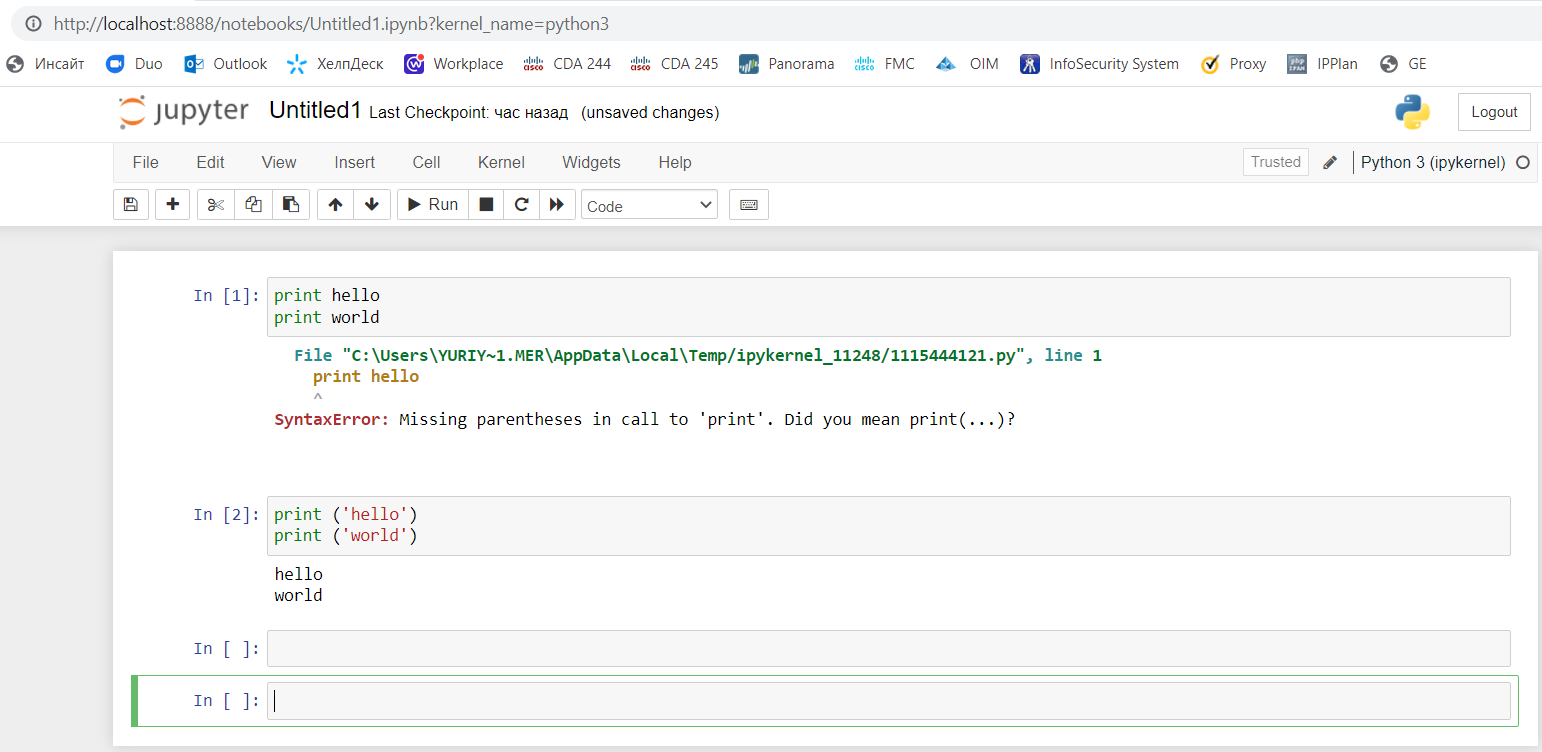 http://localhost:8888/notebooks/Untitled1.ipynb?kernel_name=python3
Инсайт Duo Outlook ХелпДеск Workplace CDA 244 CDA 245 Panorama FMC OIM InfoSecurity System Proxy IPPlan GE
jupyter Untitled1 Last Checkpoint: час назад (unsaved changes) Logout
File Edit View Insert Cell Kernel Widgets Help Trusted Python 3 (ipykernel)
Run Code
In [1]: print hello
print world
File "C:\Users\YURIY~1.MER\AppData\Local\Temp/ipykernel_11248/1115444121.py", line 1
print hello
^
SyntaxError: Missing parentheses in call to 'print'. Did you mean print(...)?
In [2]: print ('hello')
print ('world')
hello
world
In [ ]:
In [ ]: